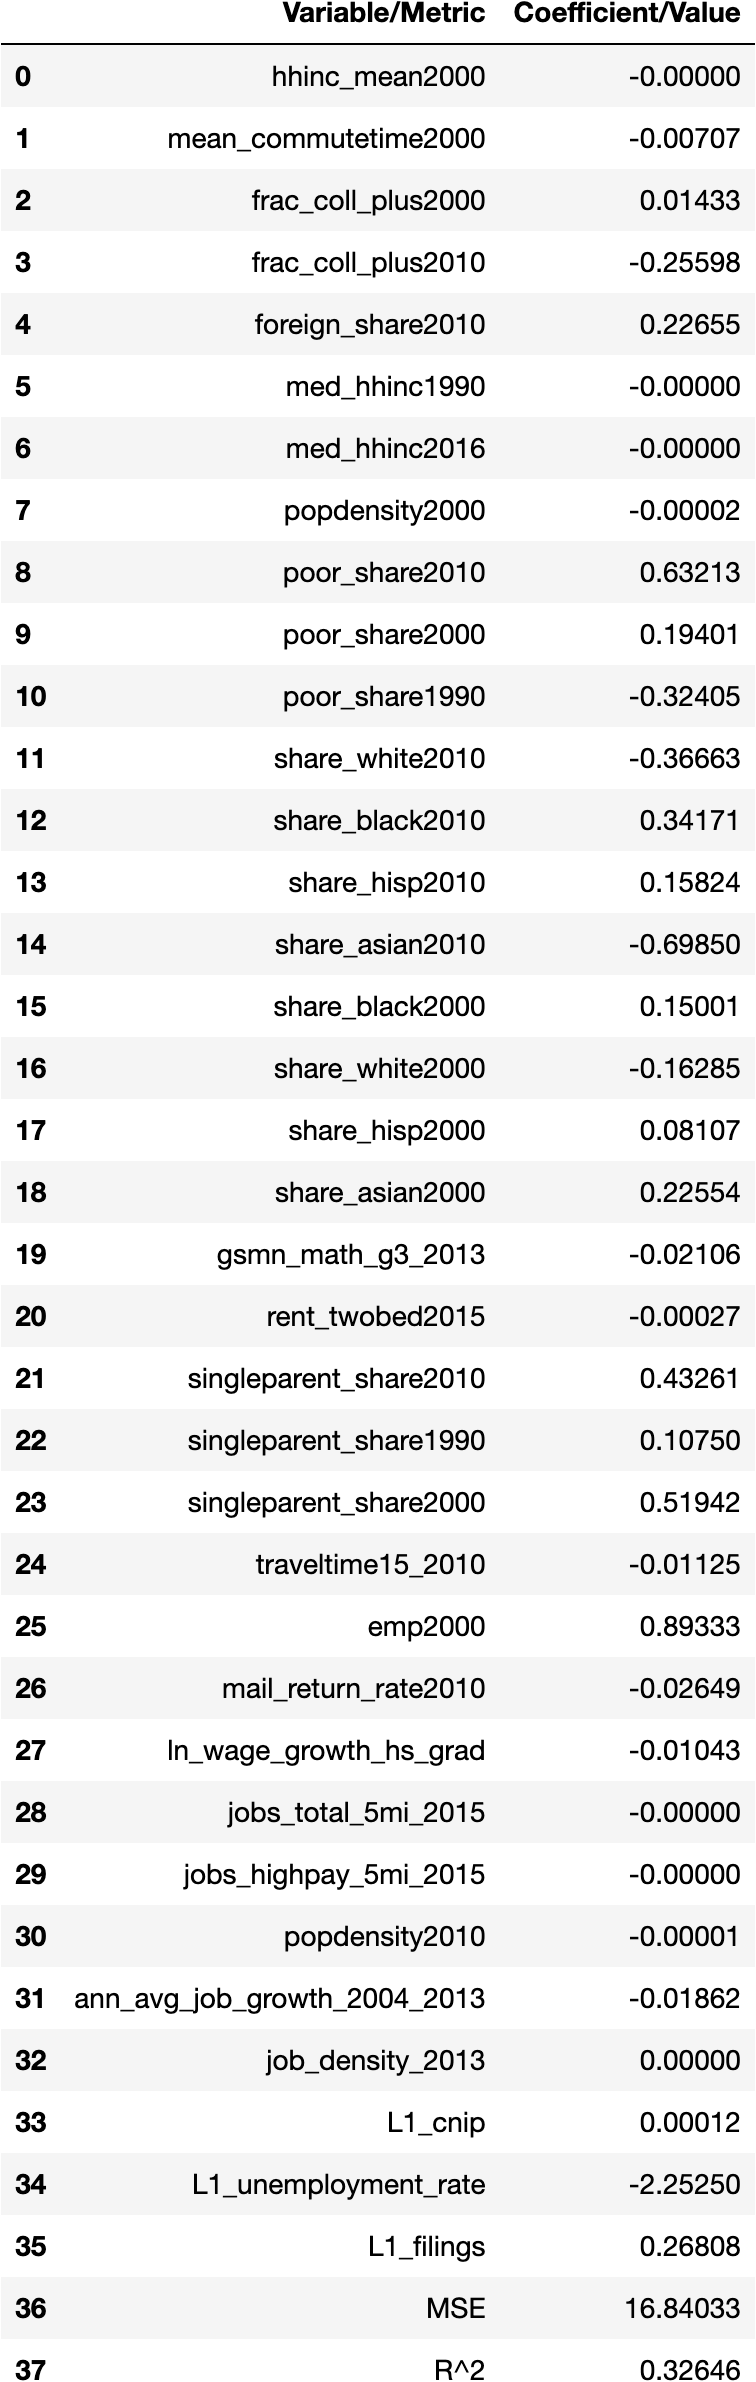 Variable/Metric Coefficient/Value
0 hhinc_mean2000 -0.00000
1 mean_commutetime2000 -0.00707
2 frac_coll_plus2000 0.01433
3 frac_coll_plus2010 -0.25598
4 foreign_share2010 0.22655
5 med_hhinc1990 -0.00000
6 med_hhinc2016 -0.00000
7 popdensity2000 -0.00002
8 poor_share2010 0.63213
9 poor_share2000 0.19401
10 poor_share1990 -0.32405
11 share_white2010 -0.36663
12 share_black2010 0.34171
13 share_hisp2010 0.15824
14 share_asian2010 -0.69850
15 share_black2000 0.15001
16 share_white2000 -0.16285
17 share_hisp2000 0.08107
18 share_asian2000 0.22554
19 gsmn_math_g3_2013 -0.02106
20 rent_twobed2015 -0.00027
21 singleparent_share2010 0.43261
22 singleparent_share1990 0.10750
23 singleparent_share2000 0.51942
24 traveltime15_2010 -0.01125
25 emp2000 0.89333
26 mail_return_rate2010 -0.02649
27 ln_wage_growth_hs_grad -0.01043
28 jobs_total_5mi_2015 -0.00000
29 jobs_highpay_5mi_2015 -0.00000
30 popdensity2010 -0.00001
31 ann_avg_job_growth_2004_2013 -0.01862
32 job_density_2013 0.00000
33 L1_cnip 0.00012
34 L1_unemployment_rate -2.25250
35 L1_filings 0.26808
36 MSE 16.84033
37 R^2 0.32646